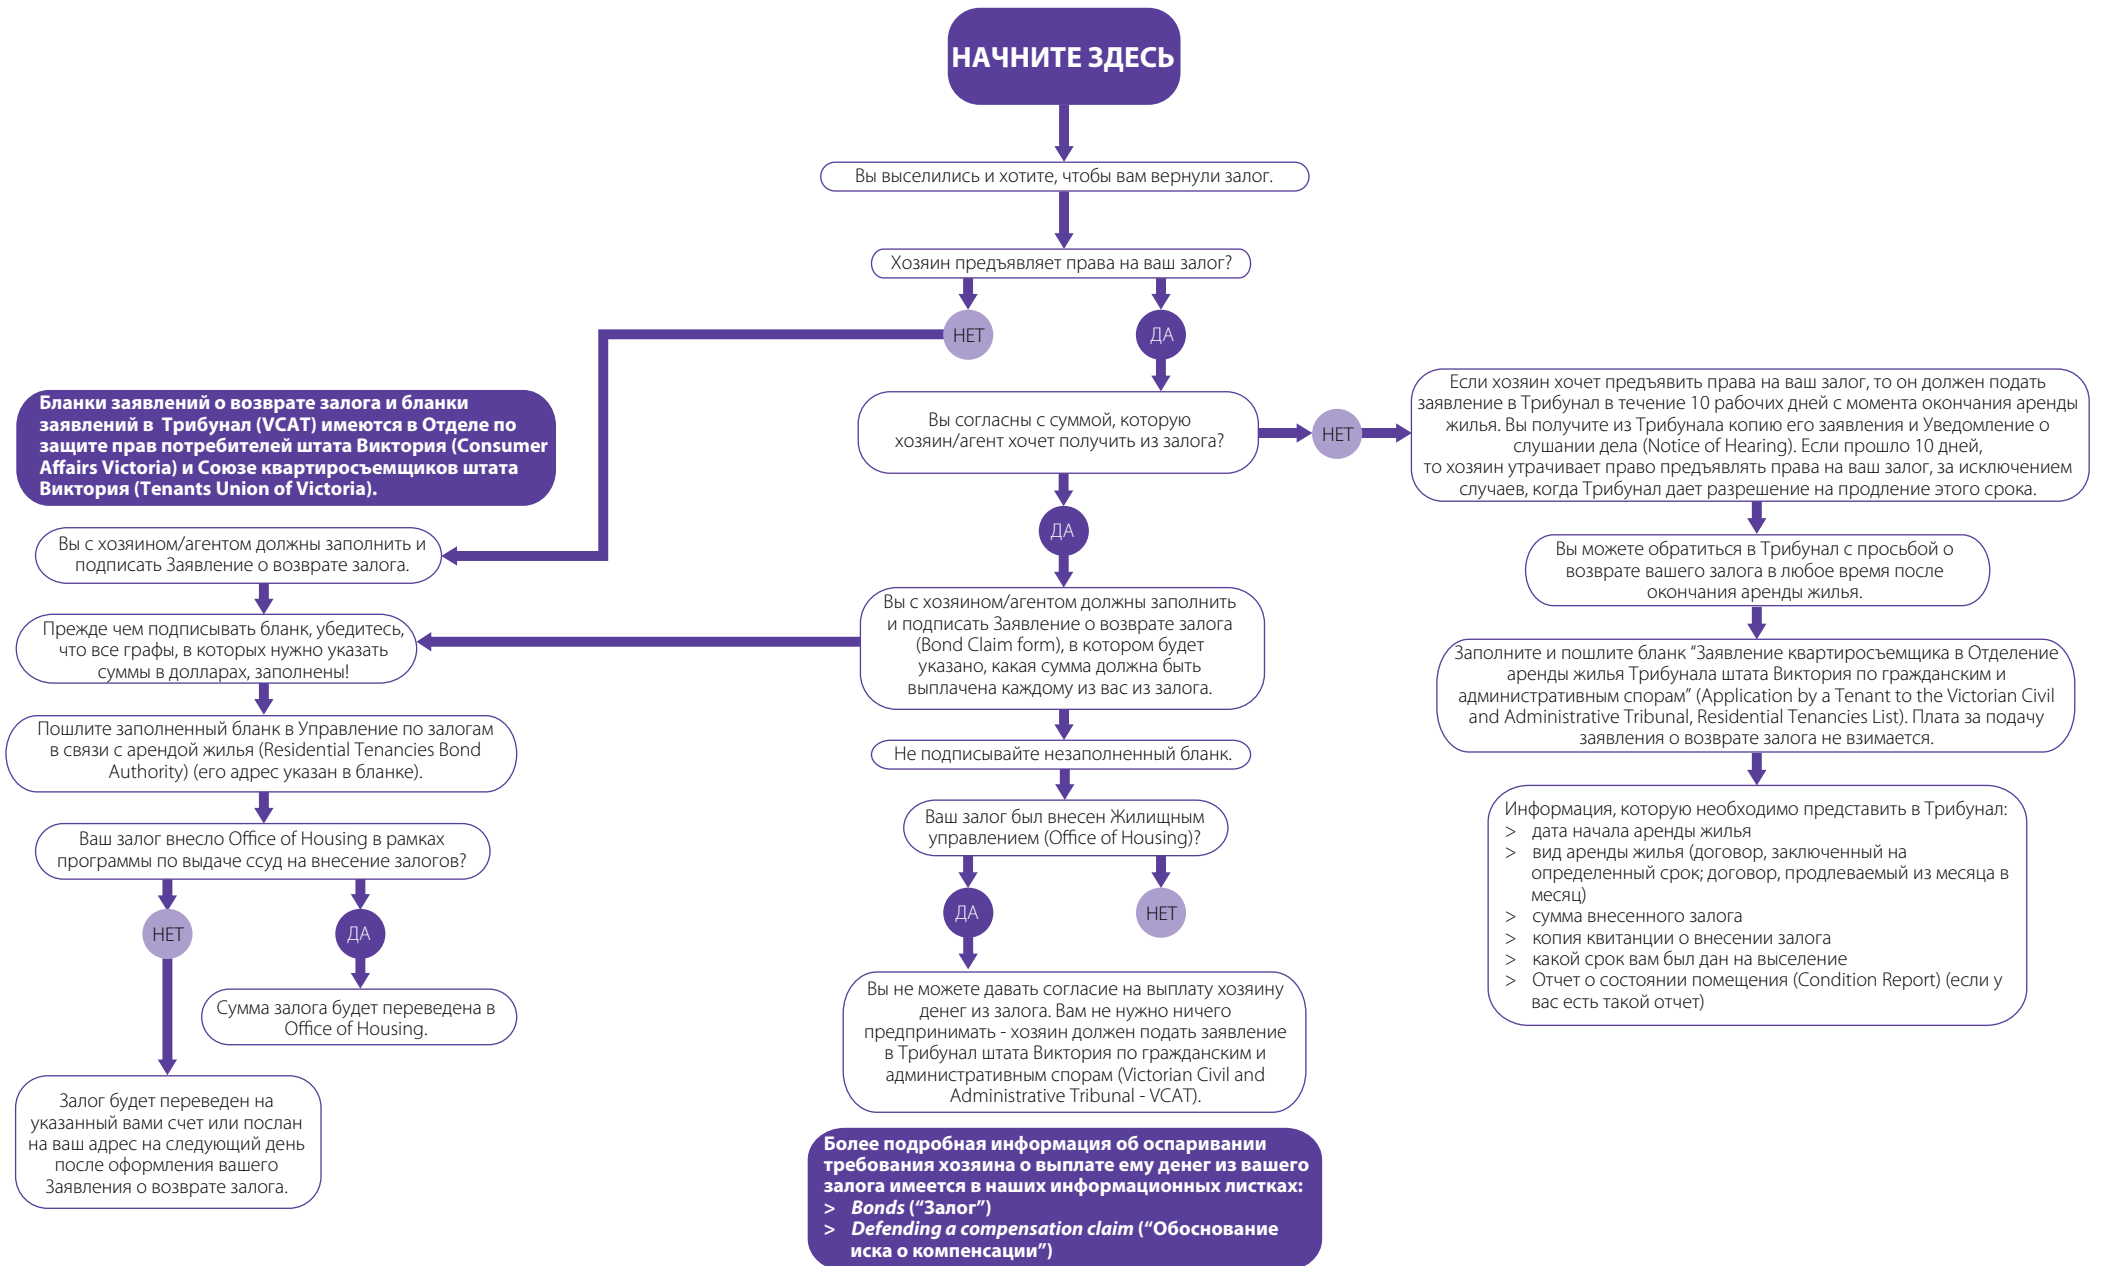 НАЧНИТЕ ЗДЕСЬ
Вы выселились и хотите, чтобы вам вернули залог.
Хозяин предъявляет права на ваш залог?
НЕТ
ДА
Бланки заявлений о возврате залога и бланки
заявлений в Трибунал (VCAT) имеются в Отделе по
защите прав потребителей штата Виктория (Consumer
Affairs Victoria) и Союзе квартиросъемщиков штата
Виктория (Tenants Union of Victoria).
Вы с хозяином/агентом должны заполнить и
подписать Заявление о возврате залога.
Прежде чем подписывать бланк, убедитесь,
что все графы, в которых нужно указать
суммы в долларах, заполнены!
Пошлите заполненный бланк в Управление по залогам
в связи с арендой жилья (Residential Tenancies Bond
Authority) (его адрес указан в бланке).
Ваш залог внесло Office of Housing в рамках
программы по выдаче ссуд на внесение залогов?
НЕТ
ДА
Сумма залога будет переведена в
Office of Housing.
Залог будет переведен на
указанный вами счет или послан
на ваш адрес на следующий день
после оформления вашего
Заявления о возврате залога.
Вы согласны с суммой, которую
хозяин/агент хочет получить из залога?
НЕТ
ДА
Вы с хозяином/агентом должны заполнить
и подписать Заявление о возврате залога
(Bond Claim form), в котором будет
указано, какая сумма должна быть
выплачена каждому из вас из залога.
Не подписывайте незаполненный бланк.
Ваш залог был внесен Жилищным
управлением (Office of Housing)?
ДА
НЕТ
Вы не можете давать согласие на выплату хозяину
денег из залога. Вам не нужно ничего
предпринимать - хозяин должен подать заявление
в Трибунал штата Виктория по гражданским и
административным спорам (Victorian Civil and
Administrative Tribunal - VCAT).
Более подробная информация об оспаривании
требования хозяина о выплате ему денег из вашего
залога имеется в наших информационных листках:
> Bonds (“Залог”)
> Defending a compensation claim (“Обоснование
иска о компенсации”)
Если хозяин хочет предъявить права на ваш залог, то он должен подать
заявление в Трибунал в течение 10 рабочих дней с момента окончания аренды
жилья. Вы получите из Трибунала копию его заявления и Уведомление о
слушании дела (Notice of Hearing). Если прошло 10 дней,
то хозяин утрачивает право предъявлять права на ваш залог, за исключением
случаев, когда Трибунал дает разрешение на продление этого срока.
Вы можете обратиться в Трибунал с просьбой о
возврате вашего залога в любое время после
окончания аренды жилья.
Заполните и пошлите бланк “Заявление квартиросъемщика в Отделение
аренды жилья Трибунала штата Виктория по гражданским и
административным спорам” (Application by a Tenant to the Victorian Civil
and Administrative Tribunal, Residential Tenancies List). Плата за подачу
заявления о возврате залога не взимается.
Информация, которую необходимо представить в Трибунал:
> дата начала аренды жилья
> вид аренды жилья (договор, заключенный на
определенный срок; договор, продлеваемый из месяца в
месяц)
> сумма внесенного залога
> копия квитанции о внесении залога
> какой срок вам был дан на выселение
> Отчет о состоянии помещения (Condition Report) (если у
вас есть такой отчет)